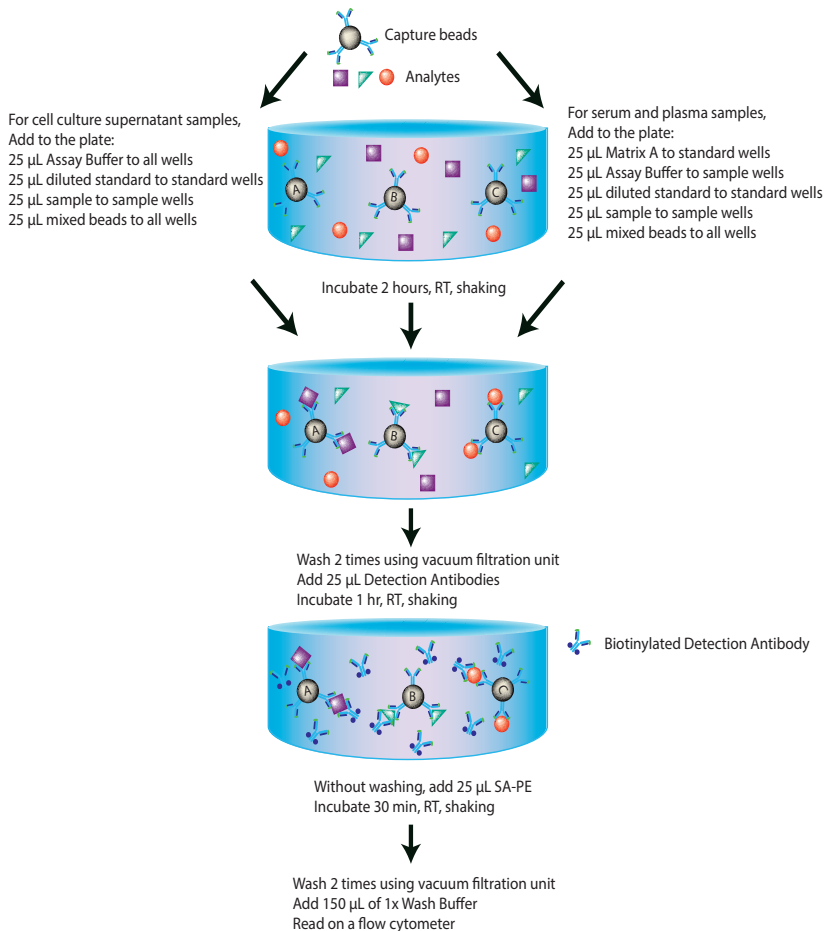 Capture beads
Analytes
For cell culture supernatant samples,
Add to the plate:
25 µL Assay Buffer to all wells
25 µL diluted standard to standard wells
25 µL sample to sample wells
25 µL mixed beads to all wells
For serum and plasma samples,
Add to the plate:
25 µL Matrix A to standard wells
25 µL Assay Buffer to sample wells
25 µL diluted standard to standard wells
25 µL sample to sample wells
25 µL mixed beads to all wells
A
B
C
Incubate 2 hours, RT, shaking
A
B
C
Wash 2 times using vacuum filtration unit
Add 25 µL Detection Antibodies
Incubate 1 hr, RT, shaking
Biotinylated Detection Antibody
A
B
C
Without washing, add 25 µL SA-PE
Incubate 30 min, RT, shaking
Wash 2 times using vacuum filtration unit
Add 150 µL of 1x Wash Buffer
Read on a flow cytometer